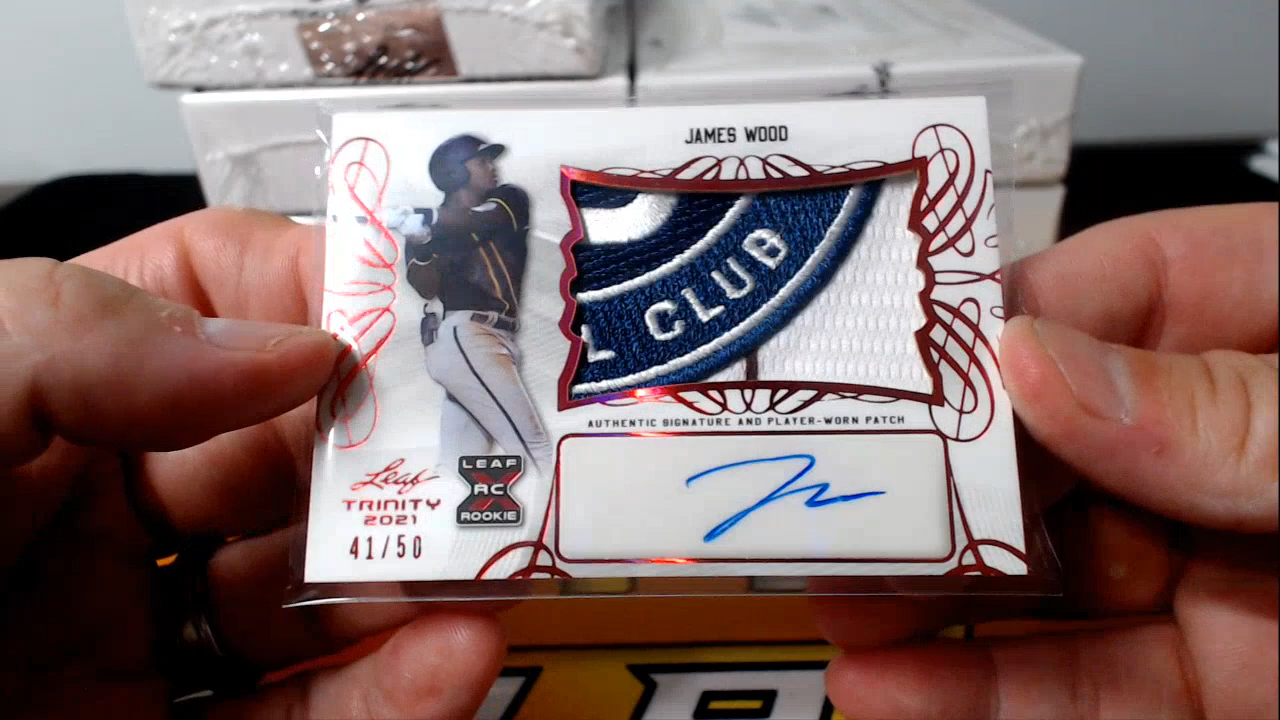 JAMES WOOD
L CLUB
AUTHENTIC SIGNATURE AND PLAYER-WORN PATCH
Leaf
TRINITY
2021
41/50
LEAF
RC
ROOKIE